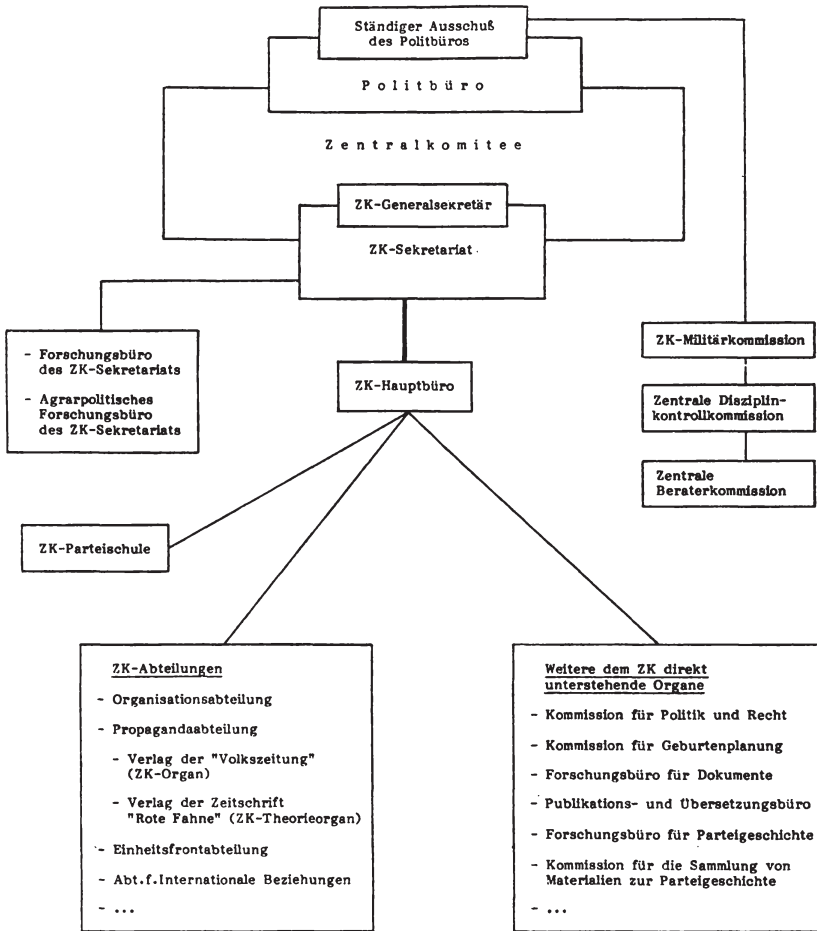 Ständiger Ausschuß
des Politbüros
Politbüro
Zentralkomitee
ZK-Generalsekretär
ZK-Sekretariat
- Forschungsbüro
des ZK-Sekretariats
- Agrarpolitisches
Forschungsbüro
des ZK-Sekretariats
ZK-Hauptbüro
ZK-Militärkommission
Zentrale Disziplin-
kontrollkommission
Zentrale
Beraterkommission
ZK-Parteischule
ZK-Abteilungen
- Organisationsabteilung
- Propagandaabteilung
- Verlag der "Volkszeitung"
(ZK-Organ)
- Verlag der Zeitschrift
"Rote Fahne" (ZK-Theorieorgan)
- Einheitsfrontabteilung
- Abt.f.Internationale Beziehungen
- ...
Weitere dem ZK direkt
unterstehende Organe
- Kommission für Politik und Recht
- Kommission für Geburtenplanung
- Forschungsbüro für Dokumente
- Publikations- und Übersetzungsbüro
- Forschungsbüro für Parteigeschichte
- Kommission für die Sammlung von
Materialien zur Parteigeschichte
- ...